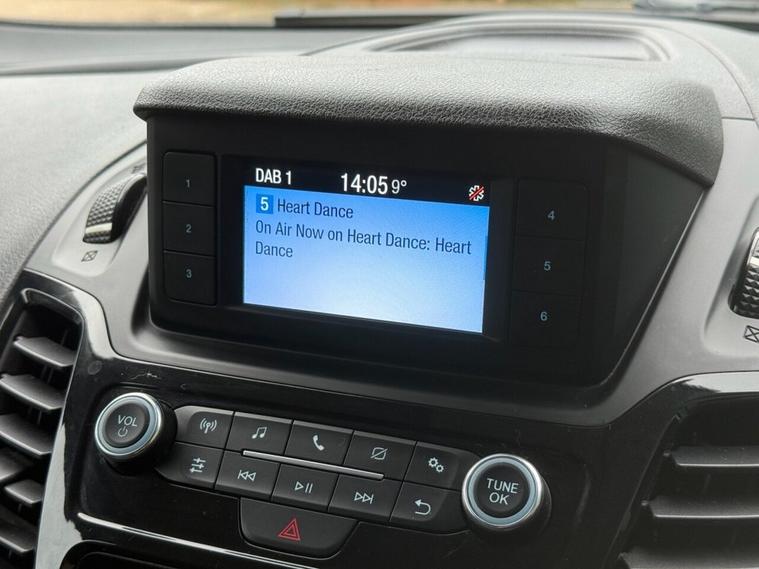 DAB 1 14:05 9°
5 Heart Dance
On Air Now on Heart Dance: Heart
Dance
1
2
3
4
5
6
VOL
TUNE
OK